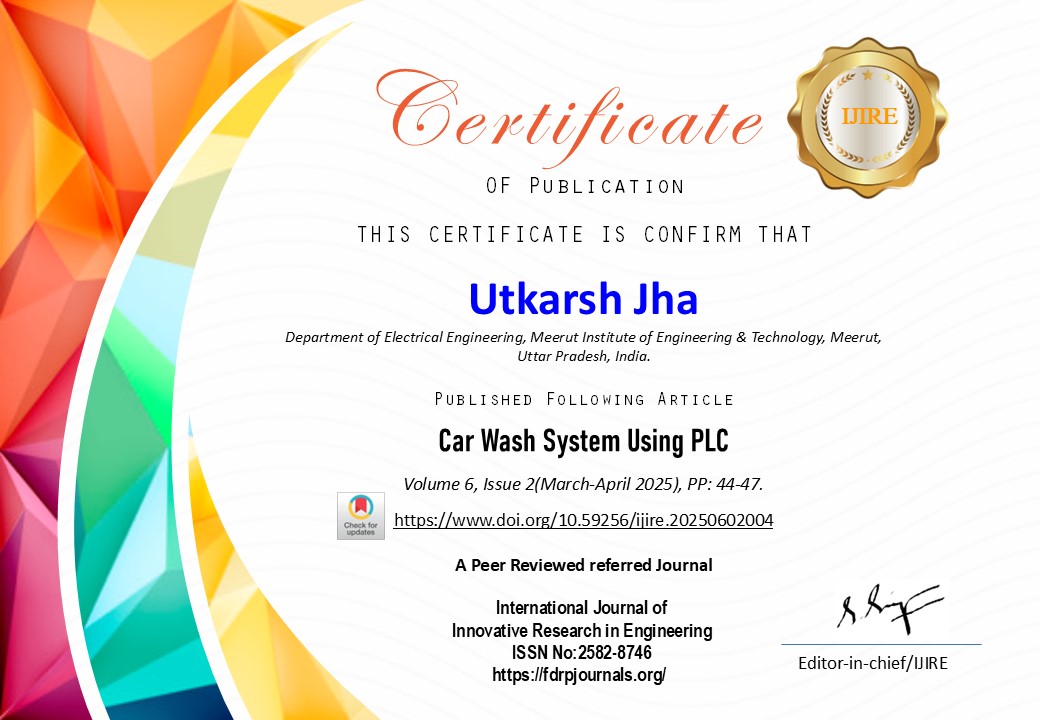 Certificate
IJIRE
OF PUBLICATION
THIS CERTIFICATE IS CONFIRM THAT
Utkarsh Jha
Department of Electrical Engineering, Meerut Institute of Engineering & Technology, Meerut,
Uttar Pradesh, India.
PUBLISHED FOLLOWING ARTICLE
Car Wash System Using PLC
Volume 6, Issue 2(March-April 2025), PP: 44-47.
Check for
updates
https://www.doi.org/10.59256/ijire.20250602004
A Peer Reviewed referred Journal
International Journal of
Innovative Research in Engineering
ISSN No:2582-8746
https://fdrpjournals.org/
Editor-in-chief/IJIRE